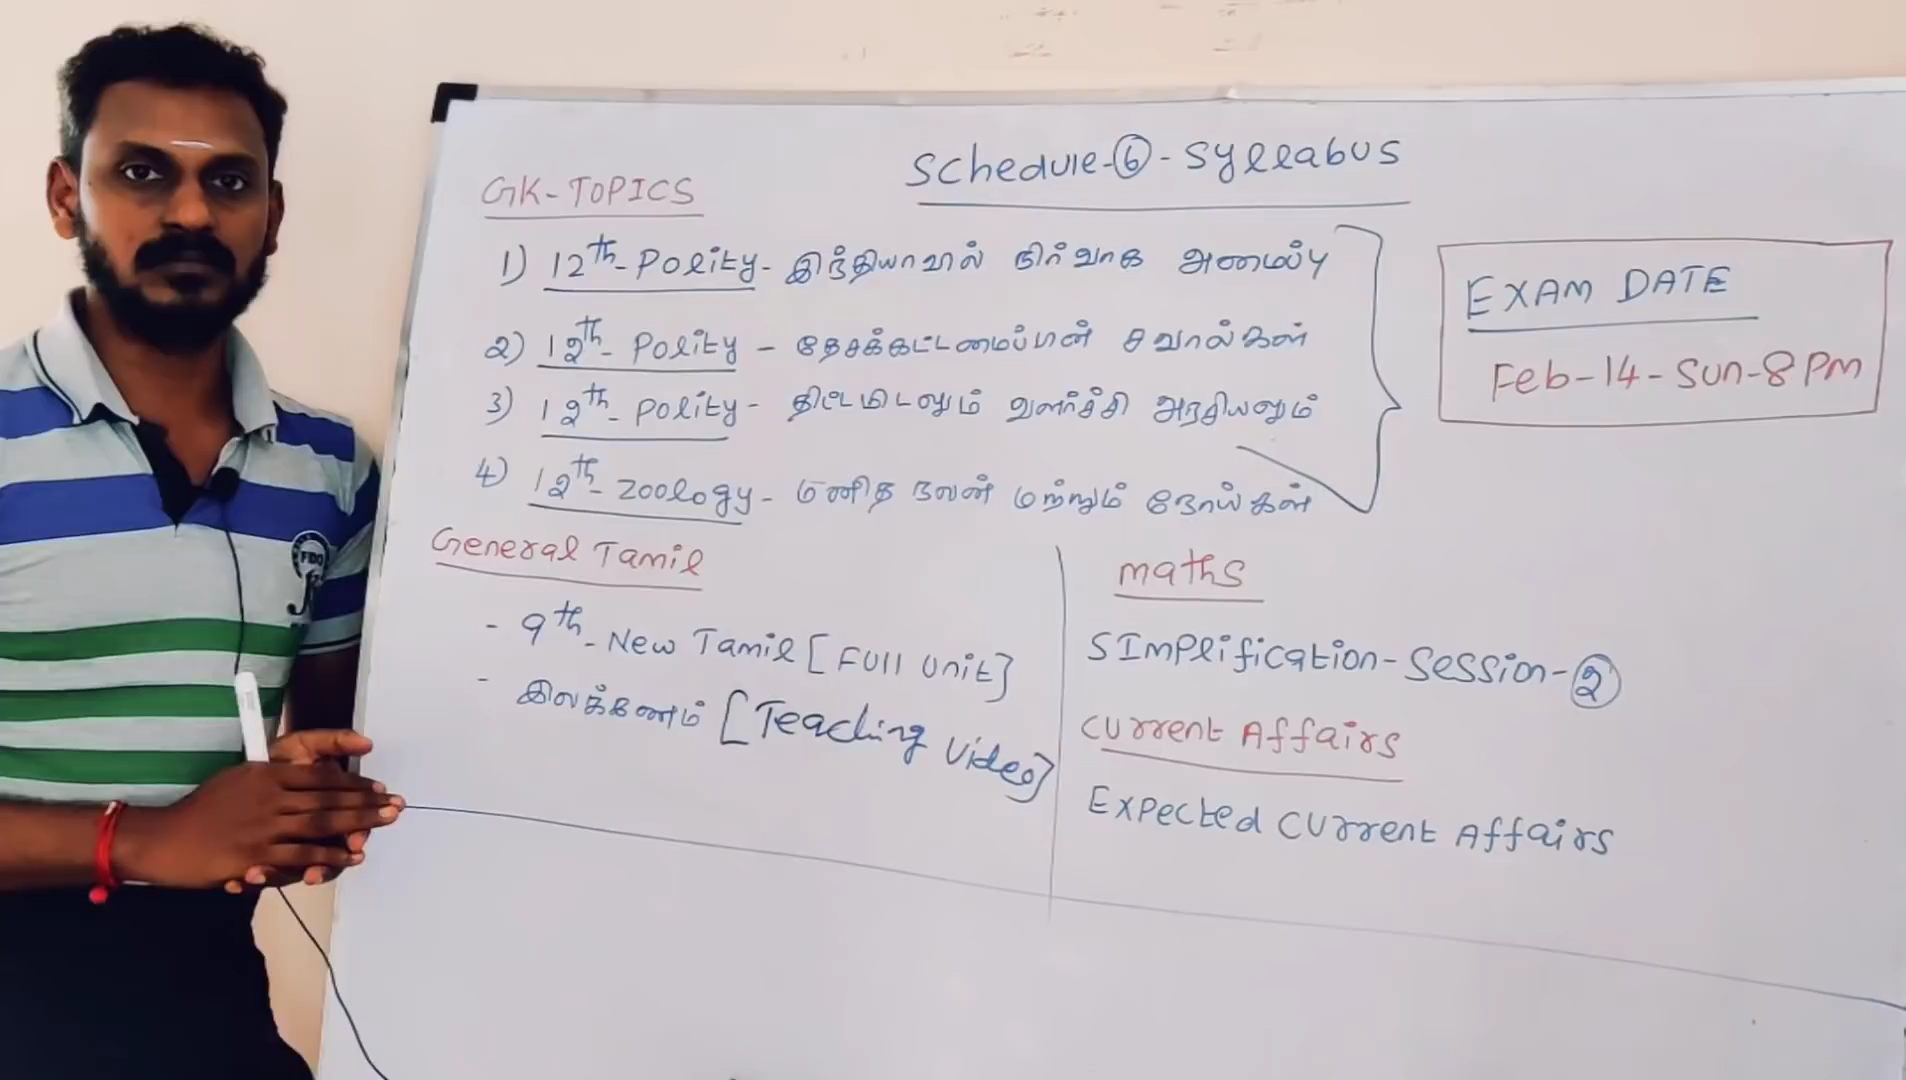 Schedule-6-Syllabus
GK-TOPICS
1) 12th-Polity- இந்தியாவில் நிர்வாக அமைப்பு
2) 12th- Polity - தேசக்கட்டமைப்பின் சவால்கள்
3) 12th- Polity- திட்டமிடலும் வளர்ச்சி அரசியலும்
4) 12th- Zoology- மனித நலன் மற்றும் நோய்கள்
EXAM DATE
Feb-14-Sun-8PM
General Tamil
- 9th-New Tamil [Full Unit]
- இலக்கணம் [Teaching Video]
Maths
SImplification-Session-2
Current Affairs
Expected Current Affairs
FBO